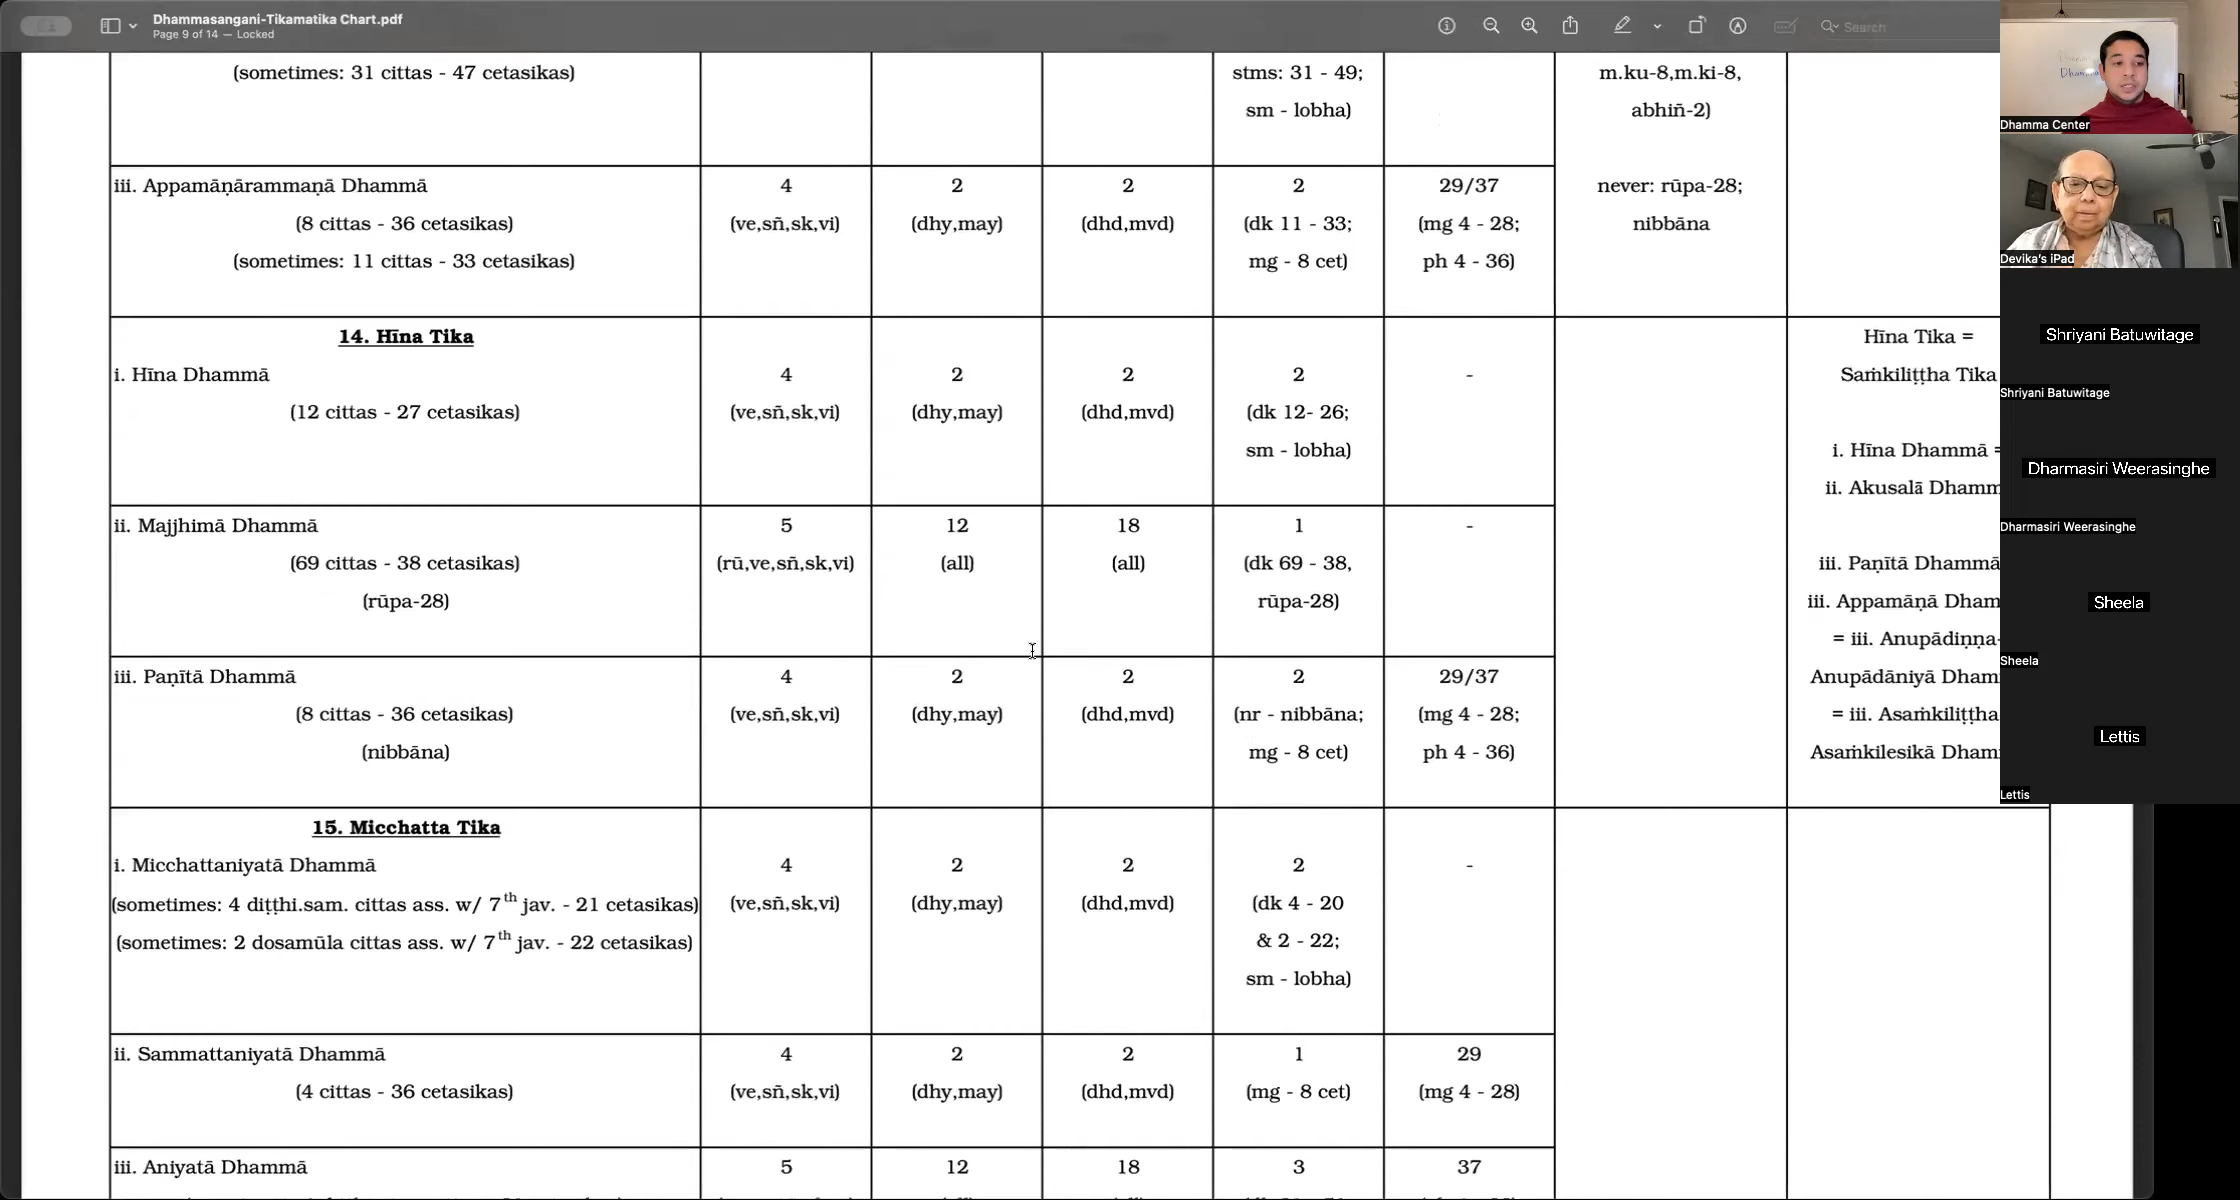 Dhammasangani-Tikamatika Chart.pdf
Page 9 of 14 — Locked
Search
(sometimes: 31 cittas - 47 cetasikas)
stms: 31 - 49;
sm - lobha)
m.ku-8,m.ki-8,
abhiñ-2)
never: rūpa-28;
nibbāna
iii. Appamāṇārammaṇā Dhammā
(8 cittas - 36 cetasikas)
(sometimes: 11 cittas - 33 cetasikas)
4
(ve,sñ,sk,vi)
2
(dhy,may)
2
(dhd,mvd)
2
(dk 11 - 33;
mg - 8 cet)
29/37
(mg 4 - 28;
ph 4 - 36)
14. Hīna Tika
i. Hīna Dhammā
(12 cittas - 27 cetasikas)
4
(ve,sñ,sk,vi)
2
(dhy,may)
2
(dhd,mvd)
2
(dk 12- 26;
sm - lobha)
-
Hīna Tika =
Saṁkiliṭṭha Tika
i. Hīna Dhammā =
ii. Akusalā Dhamm
iii. Paṇītā Dhammā
iii. Appamāṇā Dham
= iii. Anupādiṇṇa-
Anupādāniyā Dham
= iii. Asaṁkiliṭṭha
Asaṁkilesikā Dham
ii. Majjhimā Dhammā
(69 cittas - 38 cetasikas)
(rūpa-28)
5
(rū,ve,sñ,sk,vi)
12
(all)
18
(all)
1
(dk 69 - 38,
rūpa-28)
-
iii. Paṇītā Dhammā
(8 cittas - 36 cetasikas)
(nibbāna)
4
(ve,sñ,sk,vi)
2
(dhy,may)
2
(dhd,mvd)
2
(nr - nibbāna;
mg - 8 cet)
29/37
(mg 4 - 28;
ph 4 - 36)
15. Micchatta Tika
i. Micchattaniyatā Dhammā
(sometimes: 4 diṭṭhi.sam. cittas ass. w/ 7th jav. - 21 cetasikas)
(sometimes: 2 dosamūla cittas ass. w/ 7th jav. - 22 cetasikas)
4
(ve,sñ,sk,vi)
2
(dhy,may)
2
(dhd,mvd)
2
(dk 4 - 20
& 2 - 22;
sm - lobha)
-
ii. Sammattaniyatā Dhammā
(4 cittas - 36 cetasikas)
4
(ve,sñ,sk,vi)
2
(dhy,may)
2
(dhd,mvd)
1
(mg - 8 cet)
29
(mg 4 - 28)
iii. Aniyatā Dhammā
5
12
18
3
37
Dhamma Center
Devika's iPad
Shriyani Batuwitage
Shriyani Batuwitage
Dharmasiri Weerasinghe
Dharmasiri Weerasinghe
Sheela
Sheela
Lettis
Lettis